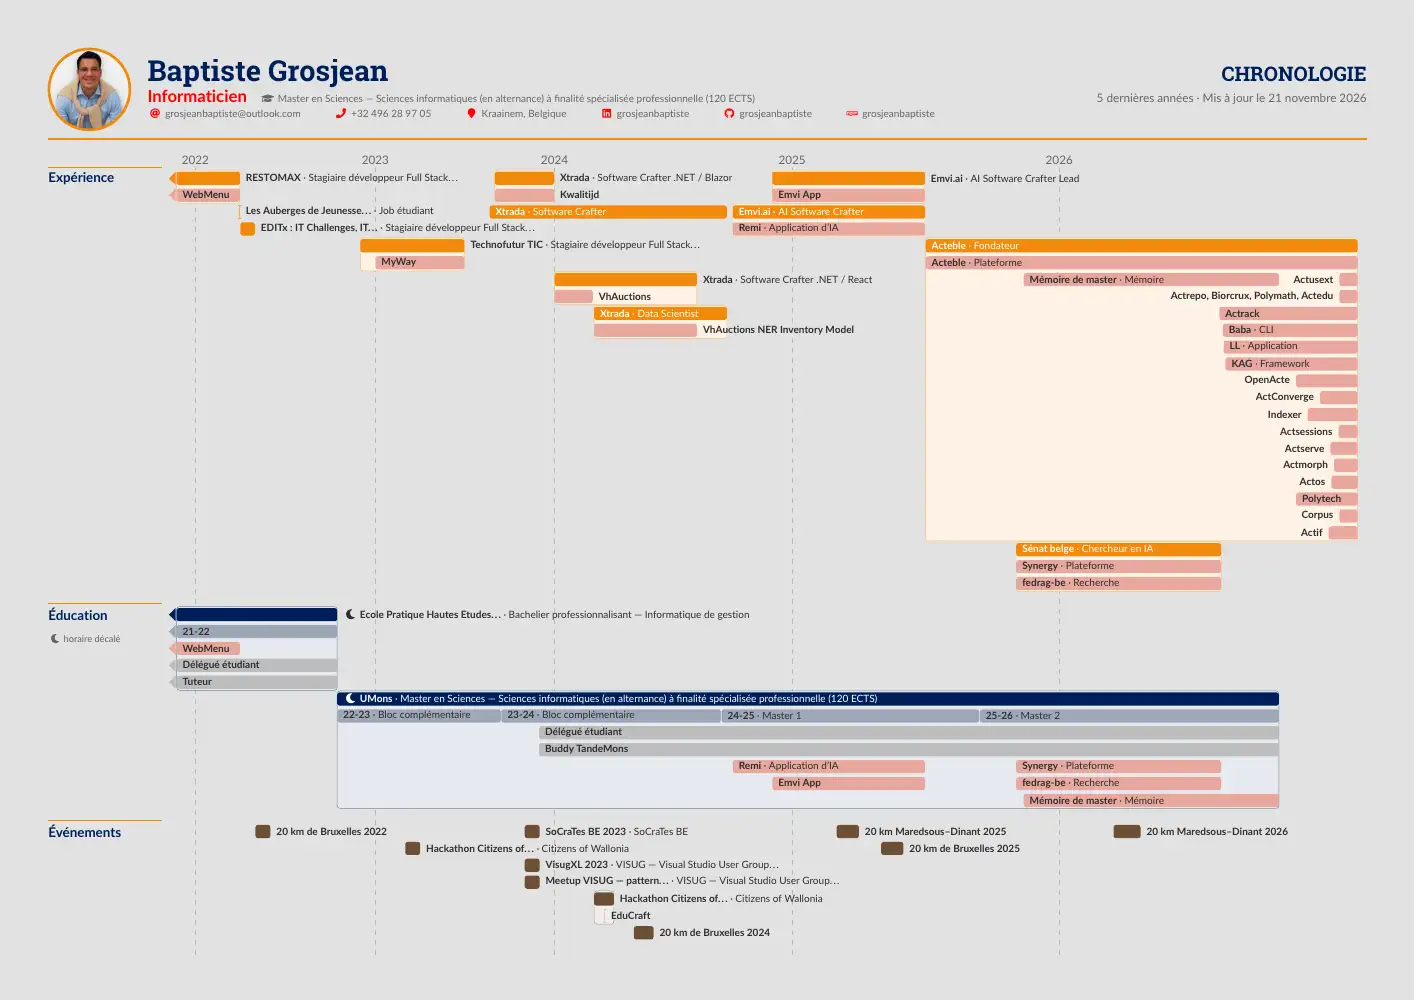 Baptiste Grosjean
CHRONOLOGIE
Informaticien Master en Sciences — Sciences informatiques (en alternance) à finalité spécialisée professionnelle (120 ECTS)
5 dernières années · Mis à jour le 21 novembre 2026
grosjeanbaptiste@outlook.com +32 496 28 97 05 Kraainem, Belgique grosjeanbaptiste grosjeanbaptiste grosjeanbaptiste
2022 2023 2024 2025 2026
Expérience
RESTOMAX · Stagiaire développeur Full Stack…
Xtrada · Software Crafter .NET / Blazor
Emvi.ai · AI Software Crafter Lead
WebMenu
Kwalitijd
Emvi App
Les Auberges de Jeunesse… · Job étudiant
Xtrada · Software Crafter
Emvi.ai · AI Software Crafter
EDITx : IT Challenges, IT… · Stagiaire développeur Full Stack…
Remi · Application d'IA
Technofutur TIC · Stagiaire développeur Full Stack…
Acteble · Fondateur
MyWay
Acteble · Plateforme
Xtrada · Software Crafter .NET / React
Mémoire de master · Mémoire
Actusext
VhAuctions
Actrepo, Biorcrux, Polymath, Actedu
Xtrada · Data Scientist
Actrack
VhAuctions NER Inventory Model
Baba · CLI
LL · Application
KAG · Framework
OpenActe
ActConverge
Indexer
Actsessions
Actserve
Actmorph
Actos
Polytech
Corpus
Actif
Sénat belge · Chercheur en IA
Synergy · Plateforme
fedrag-be · Recherche
Éducation
Ecole Pratique Hautes Etudes… · Bachelier professionnalisant — Informatique de gestion
horaire décalé
21-22
WebMenu
Délégué étudiant
Tuteur
UMons · Master en Sciences — Sciences informatiques (en alternance) à finalité spécialisée professionnelle (120 ECTS)
22-23 · Bloc complémentaire
23-24 · Bloc complémentaire
24-25 · Master 1
25-26 · Master 2
Délégué étudiant
Buddy TandeMons
Remi · Application d'IA
Synergy · Plateforme
Emvi App
fedrag-be · Recherche
Mémoire de master · Mémoire
Événements
20 km de Bruxelles 2022
SoCraTes BE 2023 · SoCraTes BE
20 km Maredsous–Dinant 2025
20 km Maredsous–Dinant 2026
Hackathon Citizens of… · Citizens of Wallonia
20 km de Bruxelles 2025
VisugXL 2023 · VISUG — Visual Studio User Group…
Meetup VISUG — pattern… · VISUG — Visual Studio User Group…
Hackathon Citizens of… · Citizens of Wallonia
EduCraft
20 km de Bruxelles 2024